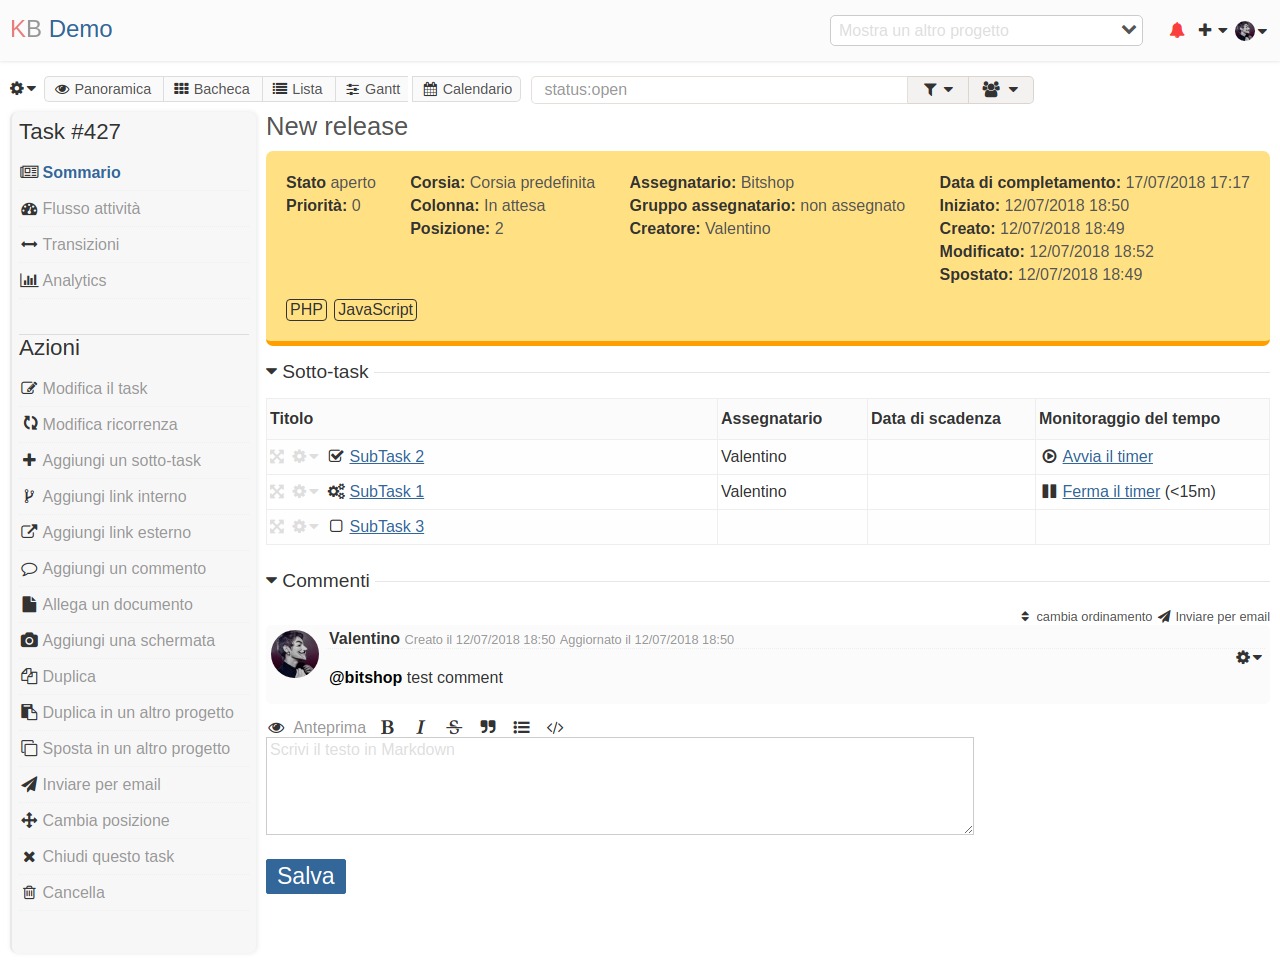 KB Demo
Mostra un altro progetto
Panoramica Bacheca Lista Gantt Calendario status:open
Task #427
Sommario
Flusso attività
Transizioni
Analytics
Azioni
Modifica il task
Modifica ricorrenza
Aggiungi un sotto-task
Aggiungi link interno
Aggiungi link esterno
Aggiungi un commento
Allega un documento
Aggiungi una schermata
Duplica
Duplica in un altro progetto
Sposta in un altro progetto
Inviare per email
Cambia posizione
Chiudi questo task
Cancella
New release
Stato aperto
Priorità: 0
Corsia: Corsia predefinita
Colonna: In attesa
Posizione: 2
Assegnatario: Bitshop
Gruppo assegnatario: non assegnato
Creatore: Valentino
Data di completamento: 17/07/2018 17:17
Iniziato: 12/07/2018 18:50
Creato: 12/07/2018 18:49
Modificato: 12/07/2018 18:52
Spostato: 12/07/2018 18:49
PHP JavaScript
Sotto-task
Titolo Assegnatario Data di scadenza Monitoraggio del tempo
SubTask 2 Valentino Avvia il timer
SubTask 1 Valentino Ferma il timer (<15m)
SubTask 3
Commenti
cambia ordinamento Inviare per email
Valentino Creato il 12/07/2018 18:50 Aggiornato il 12/07/2018 18:50
@bitshop test comment
Anteprima B I S
Scrivi il testo in Markdown
Salva